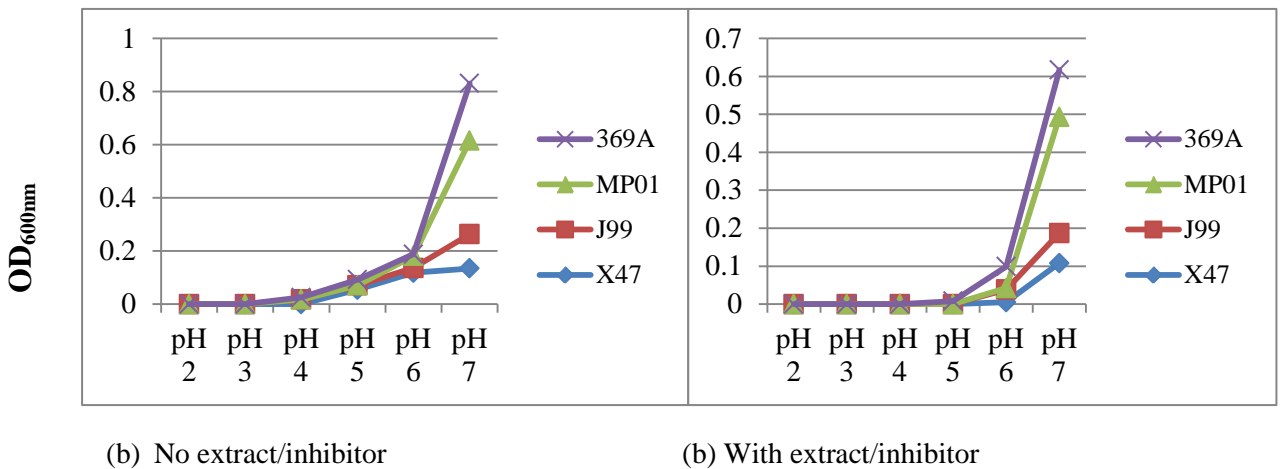 OD600nm
1
0.8
0.6
0.4
0.2
0
pH 2
pH 3
pH 4
pH 5
pH 6
pH 7
369A
MP01
J99
X47
0.7
0.6
0.5
0.4
0.3
0.2
0.1
0
pH 2
pH 3
pH 4
pH 5
pH 6
pH 7
369A
MP01
J99
X47
(b) No extract/inhibitor
(b) With extract/inhibitor